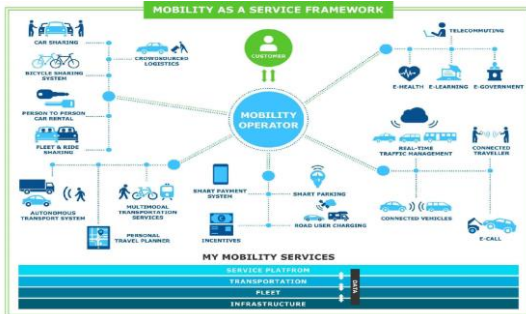 MOBILITY AS A SERVICE FRAMEWORK
CAR SHARING
CROWDSOURCED
LOGISTICS
BICYCLE SHARING
SYSTEM
PERSON TO PERSON
CAR RENTAL
FLEET & RIDE
SHARING
CUSTOMER
MOBILITY
OPERATOR
TELECOMMUTING
E-HEALTH
E-LEARNING
E-GOVERNMENT
REAL-TIME
TRAFFIC MANAGEMENT
CONNECTED
TRAVELLER
AUTONOMOUS
TRANSPORT SYSTEM
MULTIMODAL
TRANSPORTATION
SERVICES
PERSONAL
TRAVEL PLANNER
SMART PAYMENT
SYSTEM
SMART PARKING
INCENTIVES
ROAD USER CHARGING
CONNECTED VEHICLES
E-CALL
MY MOBILITY SERVICES
SERVICE PLATFROM
TRANSPORTATION
FLEET
INFRASTRUCTURE
DATA